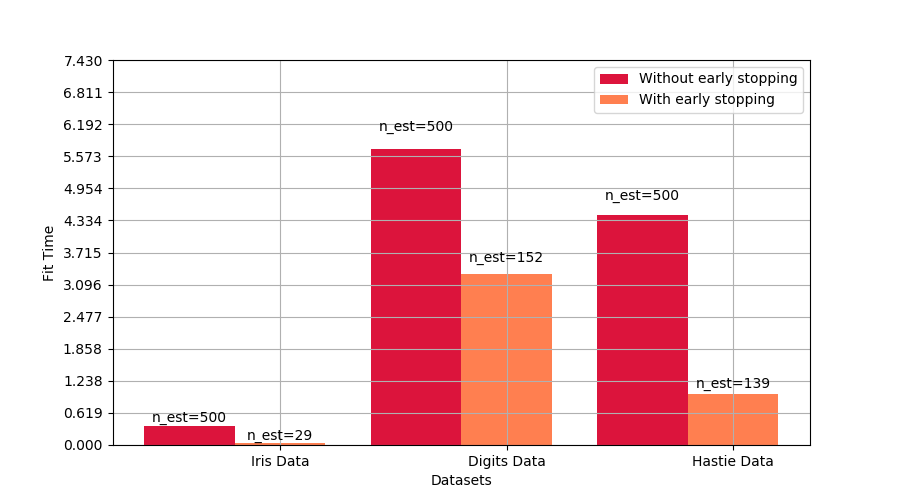 7.430
6.811
6.192
5.573
4.954
4.334
3.715
3.096
2.477
1.858
1.238
0.619
0.000
Fit Time
Without early stopping
With early stopping
n_est=500
n_est=29
n_est=500
n_est=152
n_est=500
n_est=139
Iris Data
Digits Data
Hastie Data
Datasets